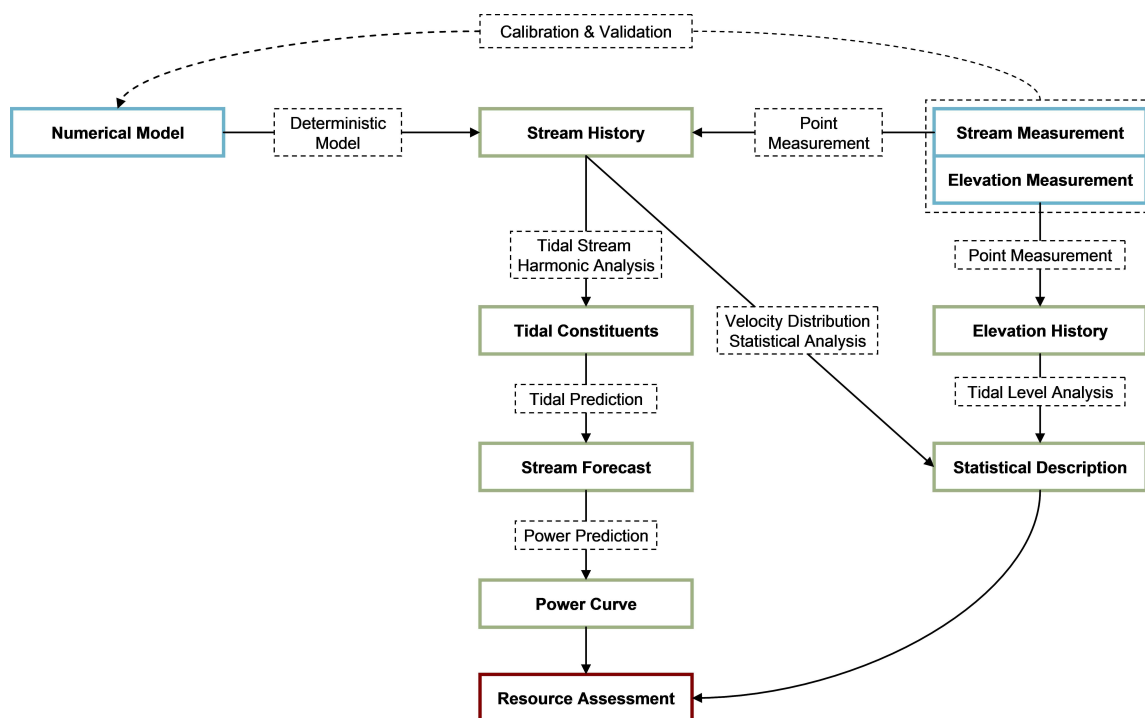 Calibration & Validation
Numerical Model
Deterministic
Model
Stream History
Point
Measurement
Stream Measurement
Elevation Measurement
Tidal Stream
Harmonic Analysis
Point Measurement
Tidal Constituents
Velocity Distribution
Statistical Analysis
Elevation History
Tidal Prediction
Tidal Level Analysis
Stream Forecast
Statistical Description
Power Prediction
Power Curve
Resource Assessment